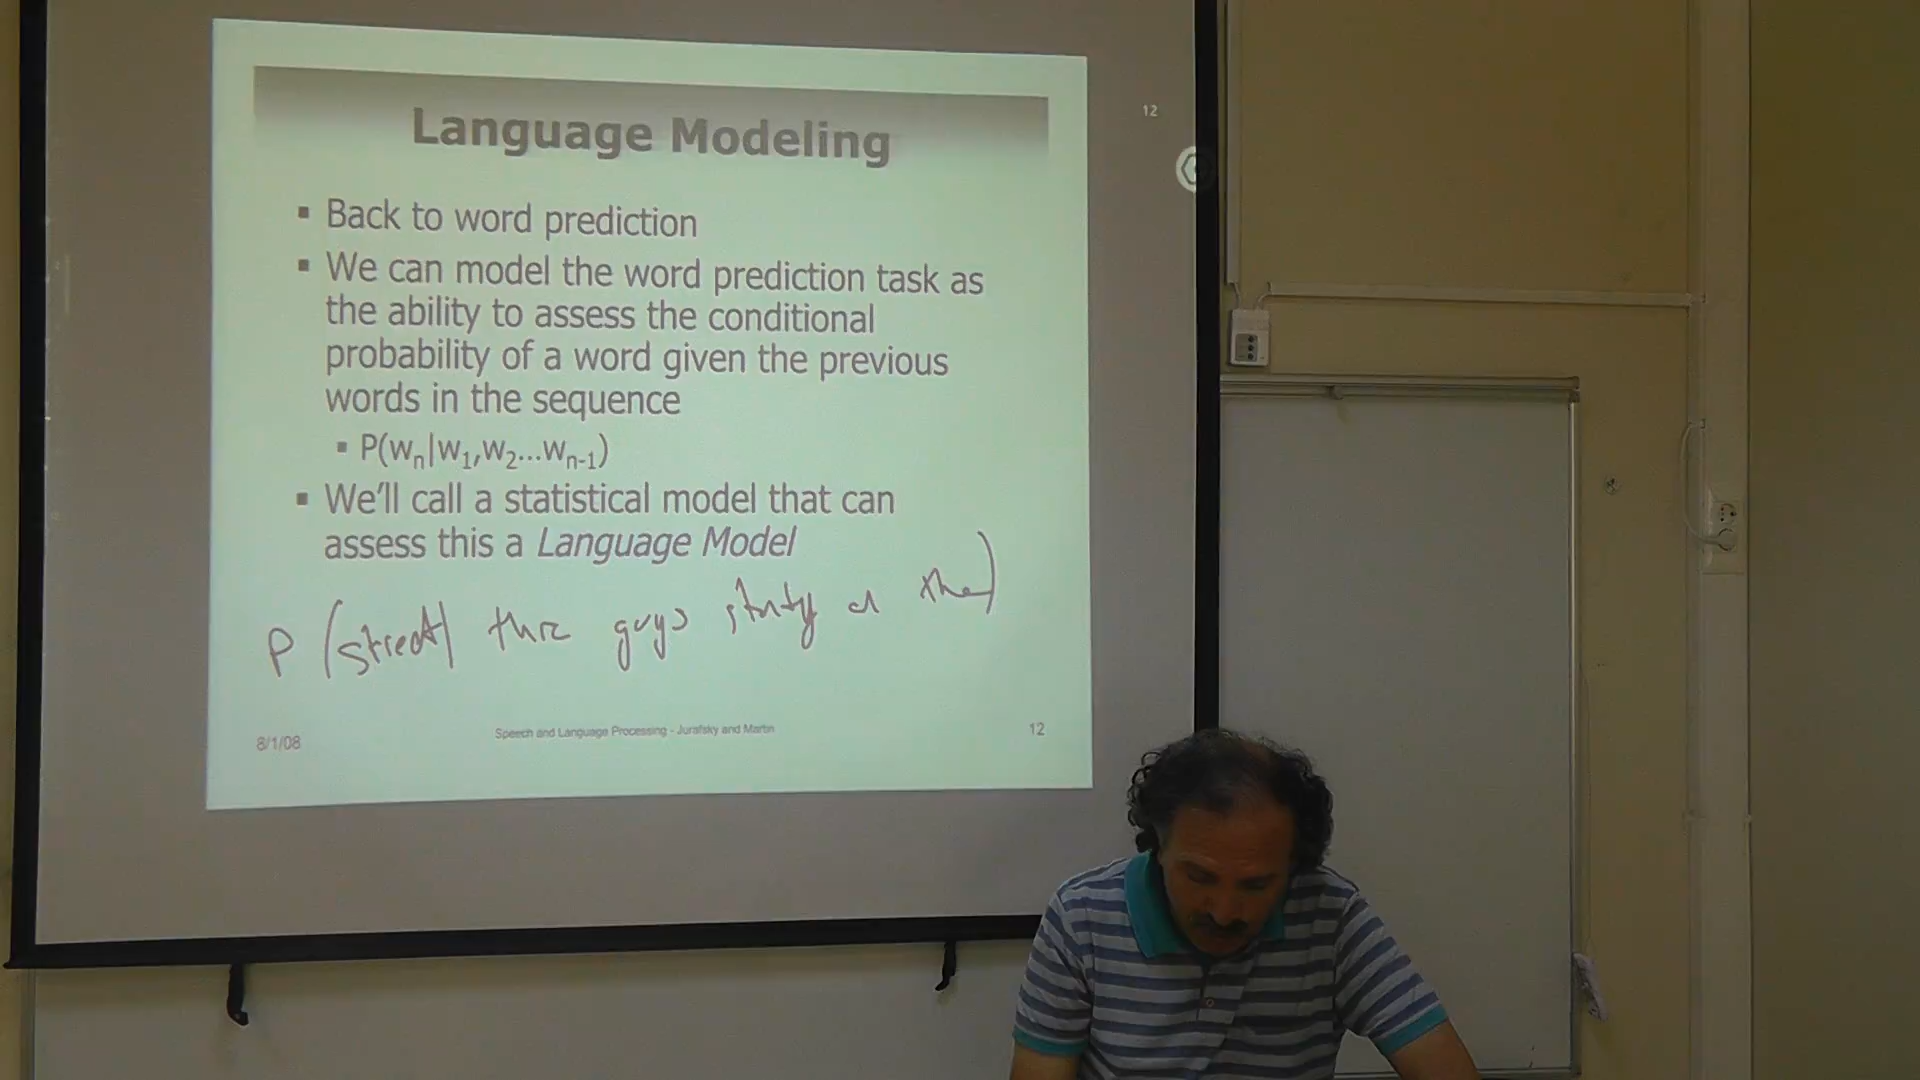 12
Language Modeling
▪ Back to word prediction
▪ We can model the word prediction task as
the ability to assess the conditional
probability of a word given the previous
words in the sequence
▪ P(wn|w1,w2...wn-1)
▪ We'll call a statistical model that can
assess this a Language Model
P (street| guys the)
8/1/08
Speech and Language Processing - Jurafsky and Martin
12